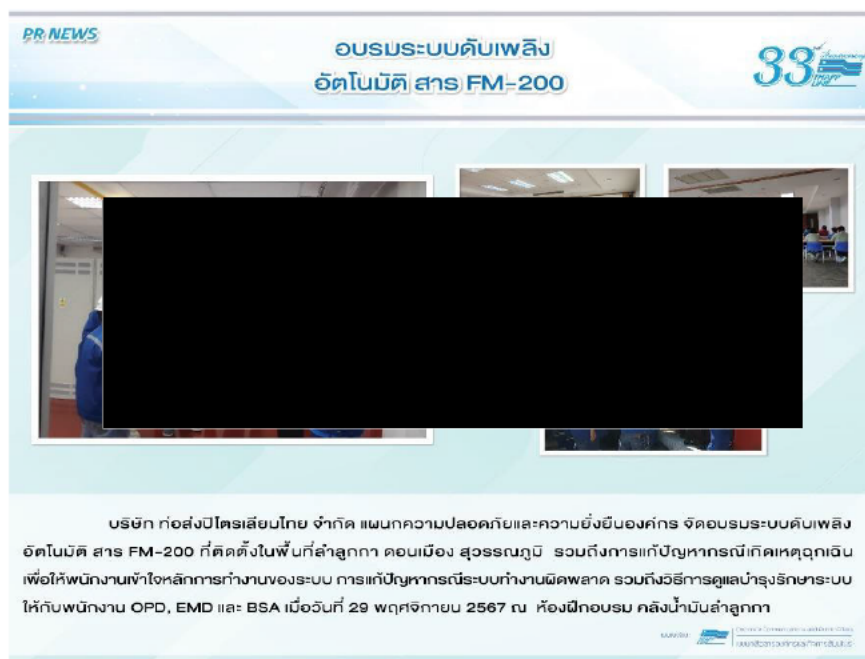 PR NEWS
อบรมระบบดับเพลิง
อัตโนมัติ สาร FM-200
33
บริษัท ท่อส่งปิโตรเลียมไทย จำกัด แผนกความปลอดภัยและความยั่งยืนองค์กร จัดอบรมระบบดับเพลิง
อัตโนมัติ สาร FM-200 ที่ติดตั้งในพื้นที่ลำลูกกา ดอนเมือง สุวรรณภูมิ รวมถึงการแก้ปัญหากรณีเกิดเหตุฉุกเฉิน
เพื่อให้พนักงานเข้าใจหลักการทำงานของระบบ การแก้ปัญหากรณีระบบทำงานผิดพลาด รวมถึงวิธีการดูแลบำรุงรักษาระบบ
ให้กับพนักงาน OPD, EMD และ BSA เมื่อวันที่ 29 พฤศจิกายน 2567 ณ ห้องฝึกอบรม คลังน้ำมันลำลูกกา